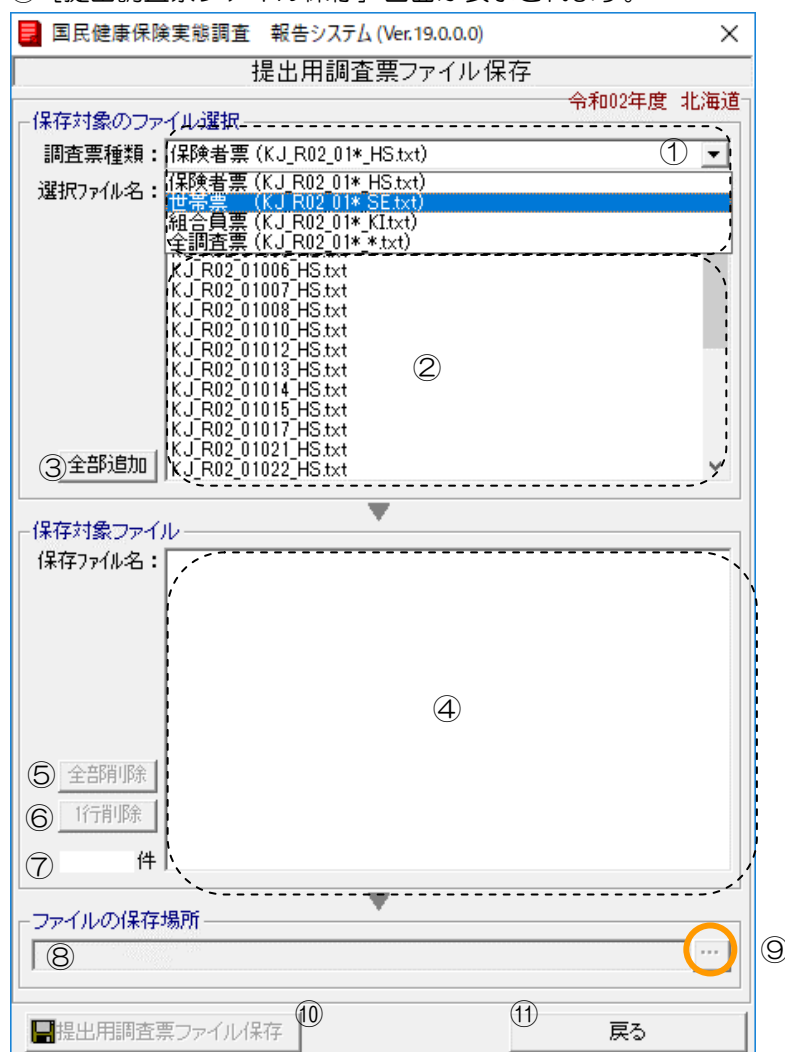 国民健康保険実態調査 報告システム (Ver.19.0.0.0)
提出用調査票ファイル保存
令和02年度 北海道
保存対象のファイル選択
調査票種類： 保険者票 (KJ_R02_01*_HS.txt) ①
選択ファイル名：
保険者票 (KJ_R02_01*_HS.txt)
世帯票 (KJ_R02_01*_SE.txt)
組合員票 (KJ_R02_01*_KI.txt)
全調査票 (KJ_R02_01*_*.txt)
KJ_R02_01006_HS.txt
KJ_R02_01007_HS.txt
KJ_R02_01008_HS.txt
KJ_R02_01010_HS.txt
KJ_R02_01012_HS.txt
②
KJ_R02_01013_HS.txt
KJ_R02_01014_HS.txt
KJ_R02_01015_HS.txt
KJ_R02_01017_HS.txt
KJ_R02_01021_HS.txt
③ 全部追加
KJ_R02_01022_HS.txt
保存対象ファイル
保存ファイル名：
④
⑤ 全部削除
⑥ 1行削除
⑦ 件
ファイルの保存場所
⑧ ... ⑨
提出用調査票ファイル保存 ⑩ ⑪ 戻る